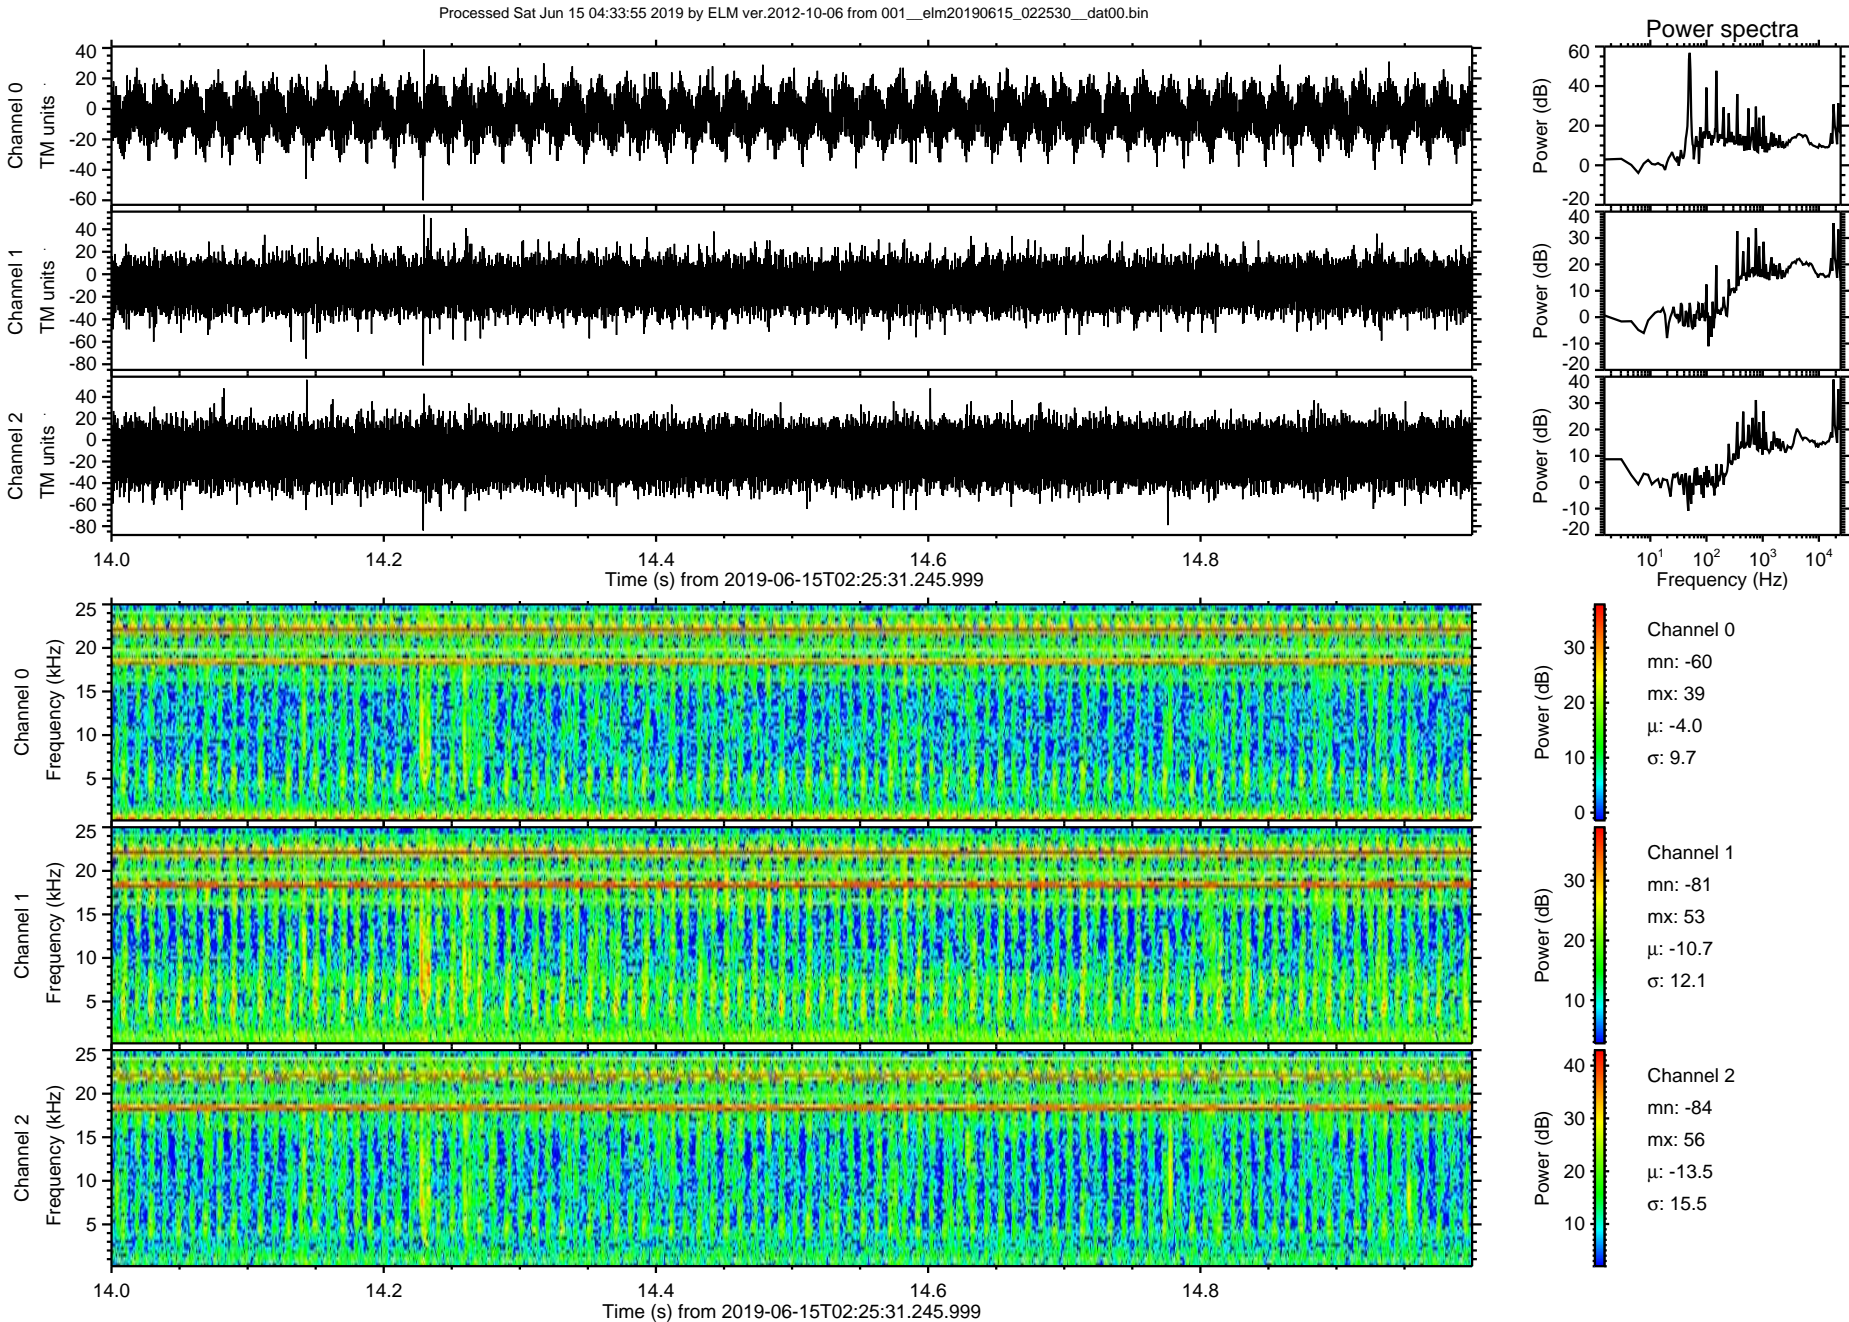 Processed Sat Jun 15 04:33:55 2019 by ELM ver.2012-10-06 from 001__elm20190615_022530__dat00.bin
Power spectra
Channel 0
TM units
40
20
0
-20
-40
-60
Power (dB)
60
40
20
0
-20
Channel 1
TM units
40
20
0
-20
-40
-60
-80
Power (dB)
40
30
20
10
0
-10
-20
Channel 2
TM units
40
20
0
-20
-40
-60
-80
Power (dB)
40
30
20
10
0
-10
-20
14.0 14.2 14.4 14.6 14.8
Time (s) from 2019-06-15T02:25:31.245.999
10^1 10^2 10^3 10^4
Frequency (Hz)
Channel 0
Frequency (kHz)
25
20
15
10
5
Power (dB)
30
20
10
0
Channel 0
mn: -60
mx: 39
μ: -4.0
σ: 9.7
Channel 1
Frequency (kHz)
25
20
15
10
5
Power (dB)
30
20
10
Channel 1
mn: -81
mx: 53
μ: -10.7
σ: 12.1
Channel 2
Frequency (kHz)
25
20
15
10
5
Power (dB)
40
30
20
10
Channel 2
mn: -84
mx: 56
μ: -13.5
σ: 15.5
14.0 14.2 14.4 14.6 14.8
Time (s) from 2019-06-15T02:25:31.245.999